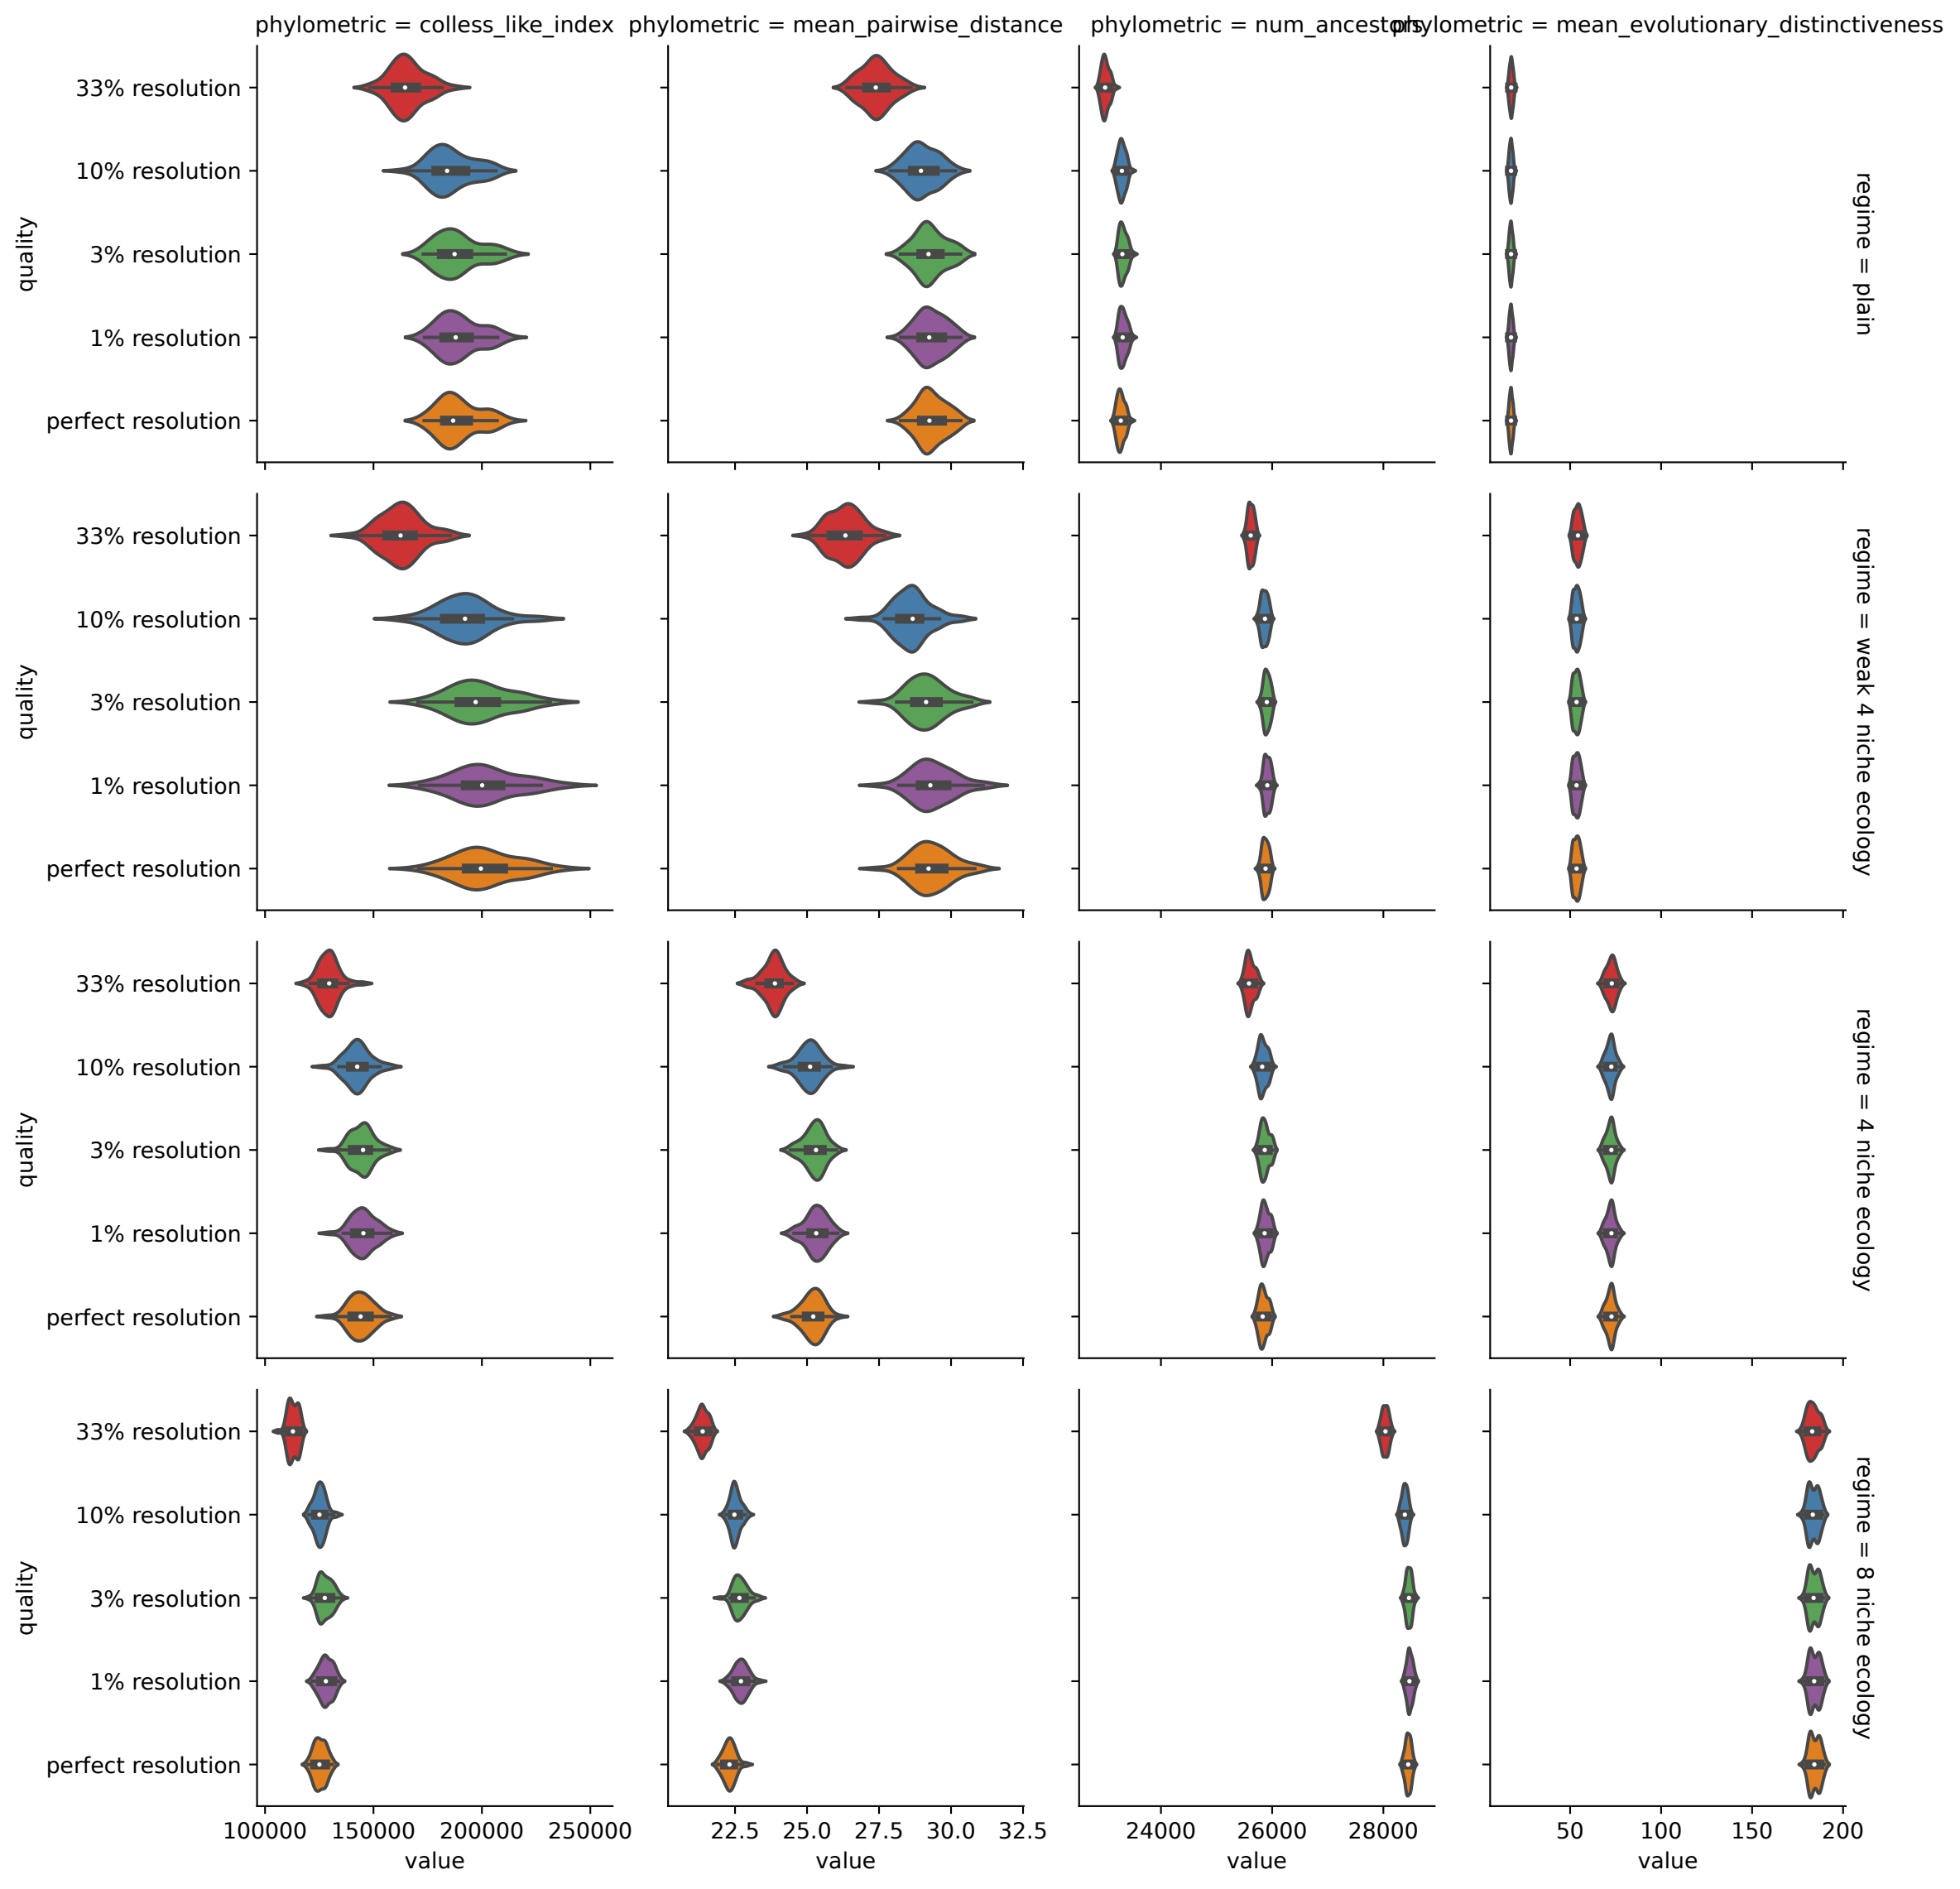 phylometric = colless_like_index
phylometric = mean_pairwise_distance
phylometric = num_ancestors
phylometric = mean_evolutionary_distinctiveness
33% resolution
10% resolution
3% resolution
1% resolution
perfect resolution
quality
regime = plain
33% resolution
10% resolution
3% resolution
1% resolution
perfect resolution
quality
regime = weak 4 niche ecology
33% resolution
10% resolution
3% resolution
1% resolution
perfect resolution
quality
regime = 4 niche ecology
33% resolution
10% resolution
3% resolution
1% resolution
perfect resolution
quality
regime = 8 niche ecology
100000 150000 200000 250000
value
22.5 25.0 27.5 30.0 32.5
value
24000 26000 28000
value
50 100 150 200
value